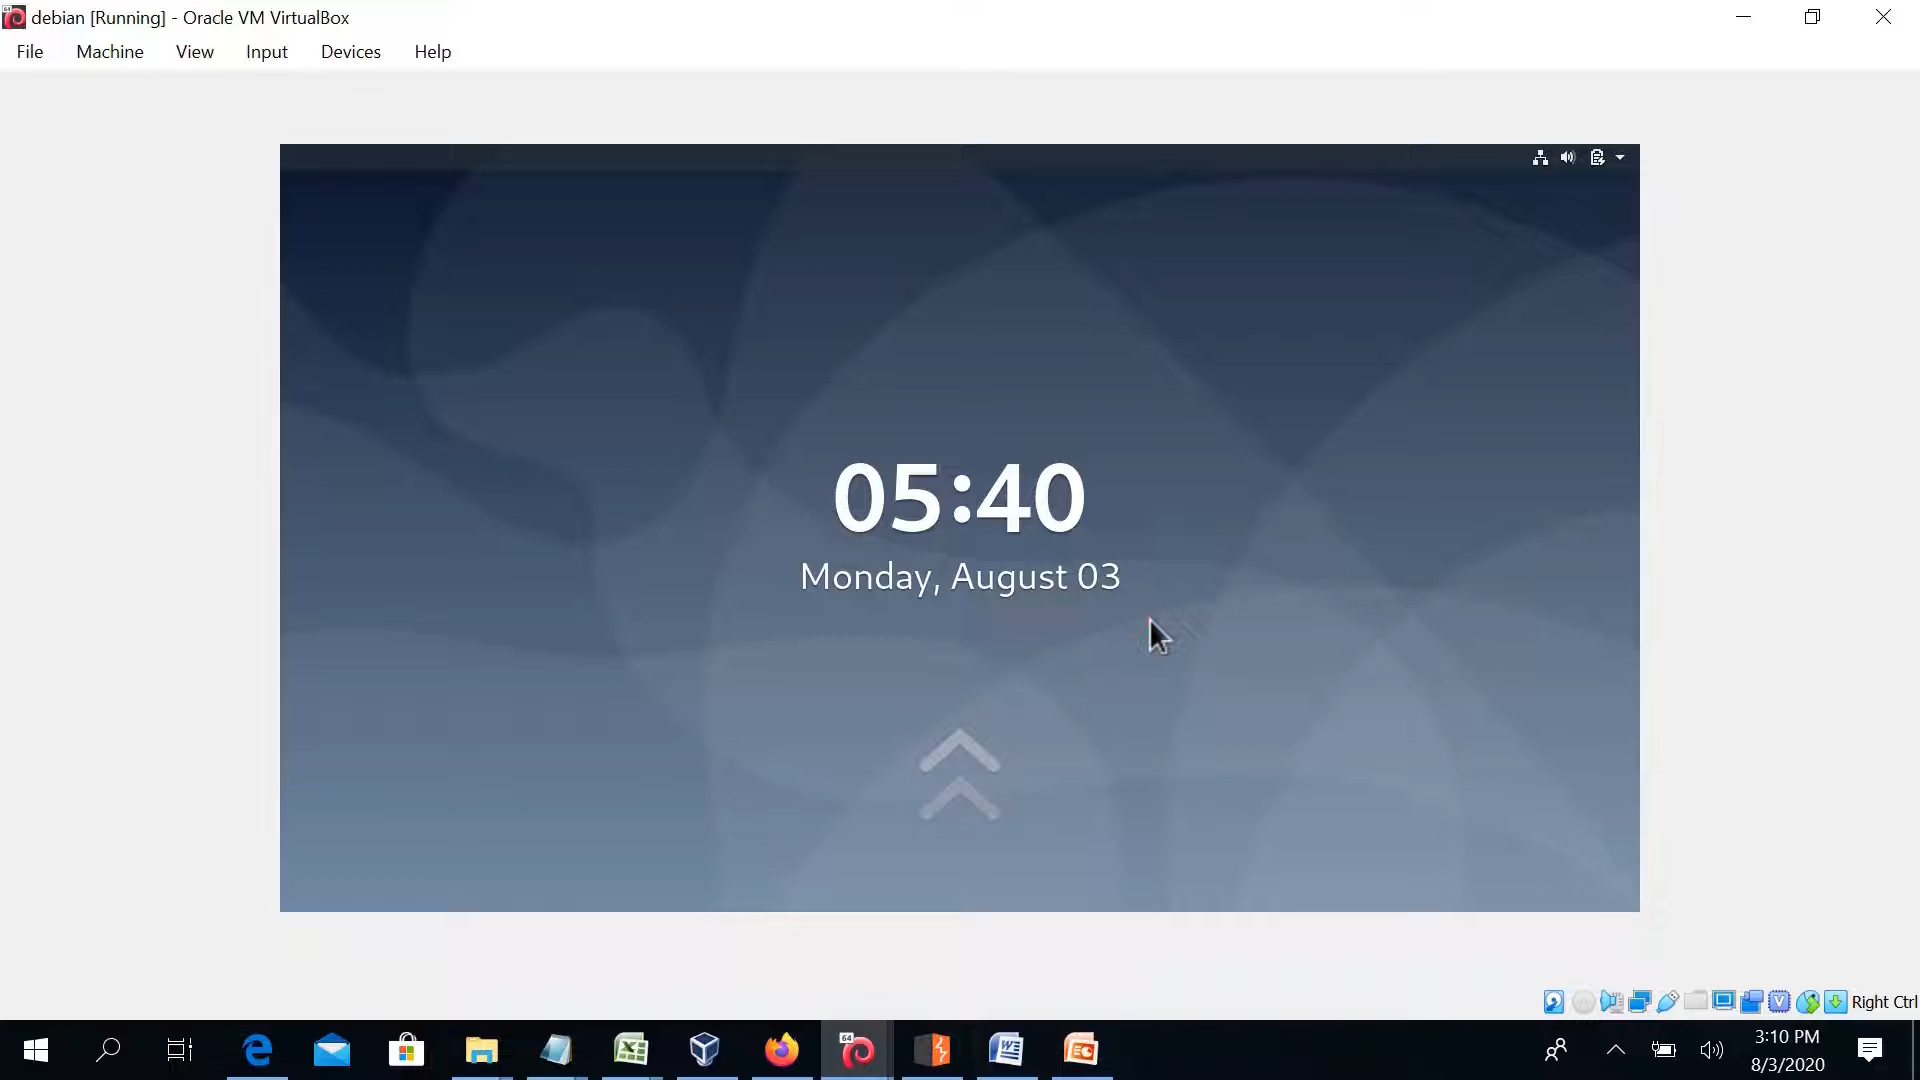 debian [Running] - Oracle VM VirtualBox
File Machine View Input Devices Help
05:40
Monday, August 03
Right Ctrl
64
3:10 PM
8/3/2020